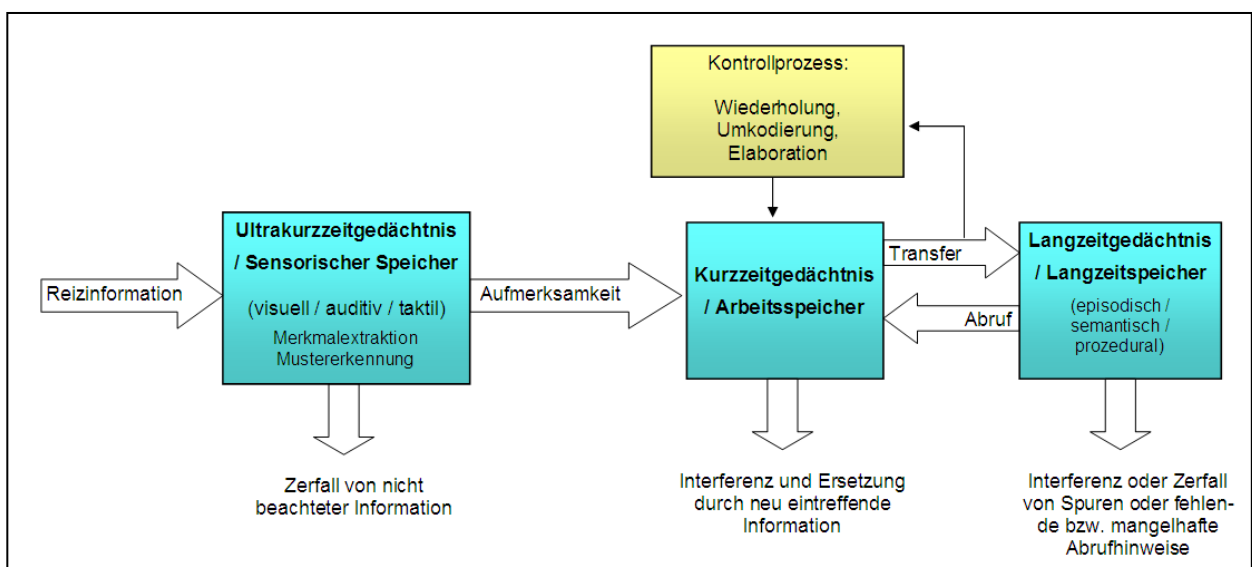 Kontrollprozess:
Wiederholung,
Umkodierung,
Elaboration
Reizinformation
Ultrakurzzeitgedächtnis
/ Sensorischer Speicher
(visuell / auditiv / taktil)
Merkmalextraktion
Mustererkennung
Aufmerksamkeit
Kurzzeitgedächtnis
/ Arbeitsspeicher
Transfer
Abruf
Langzeitgedächtnis
/ Langzeitspeicher
(episodisch /
semantisch /
prozedural)
Zerfall von nicht
beachteter Information
Interferenz und Ersetzung
durch neu eintreffende
Information
Interferenz oder Zerfall
von Spuren oder fehlen-
de bzw. mangelhafte
Abrufhinweise